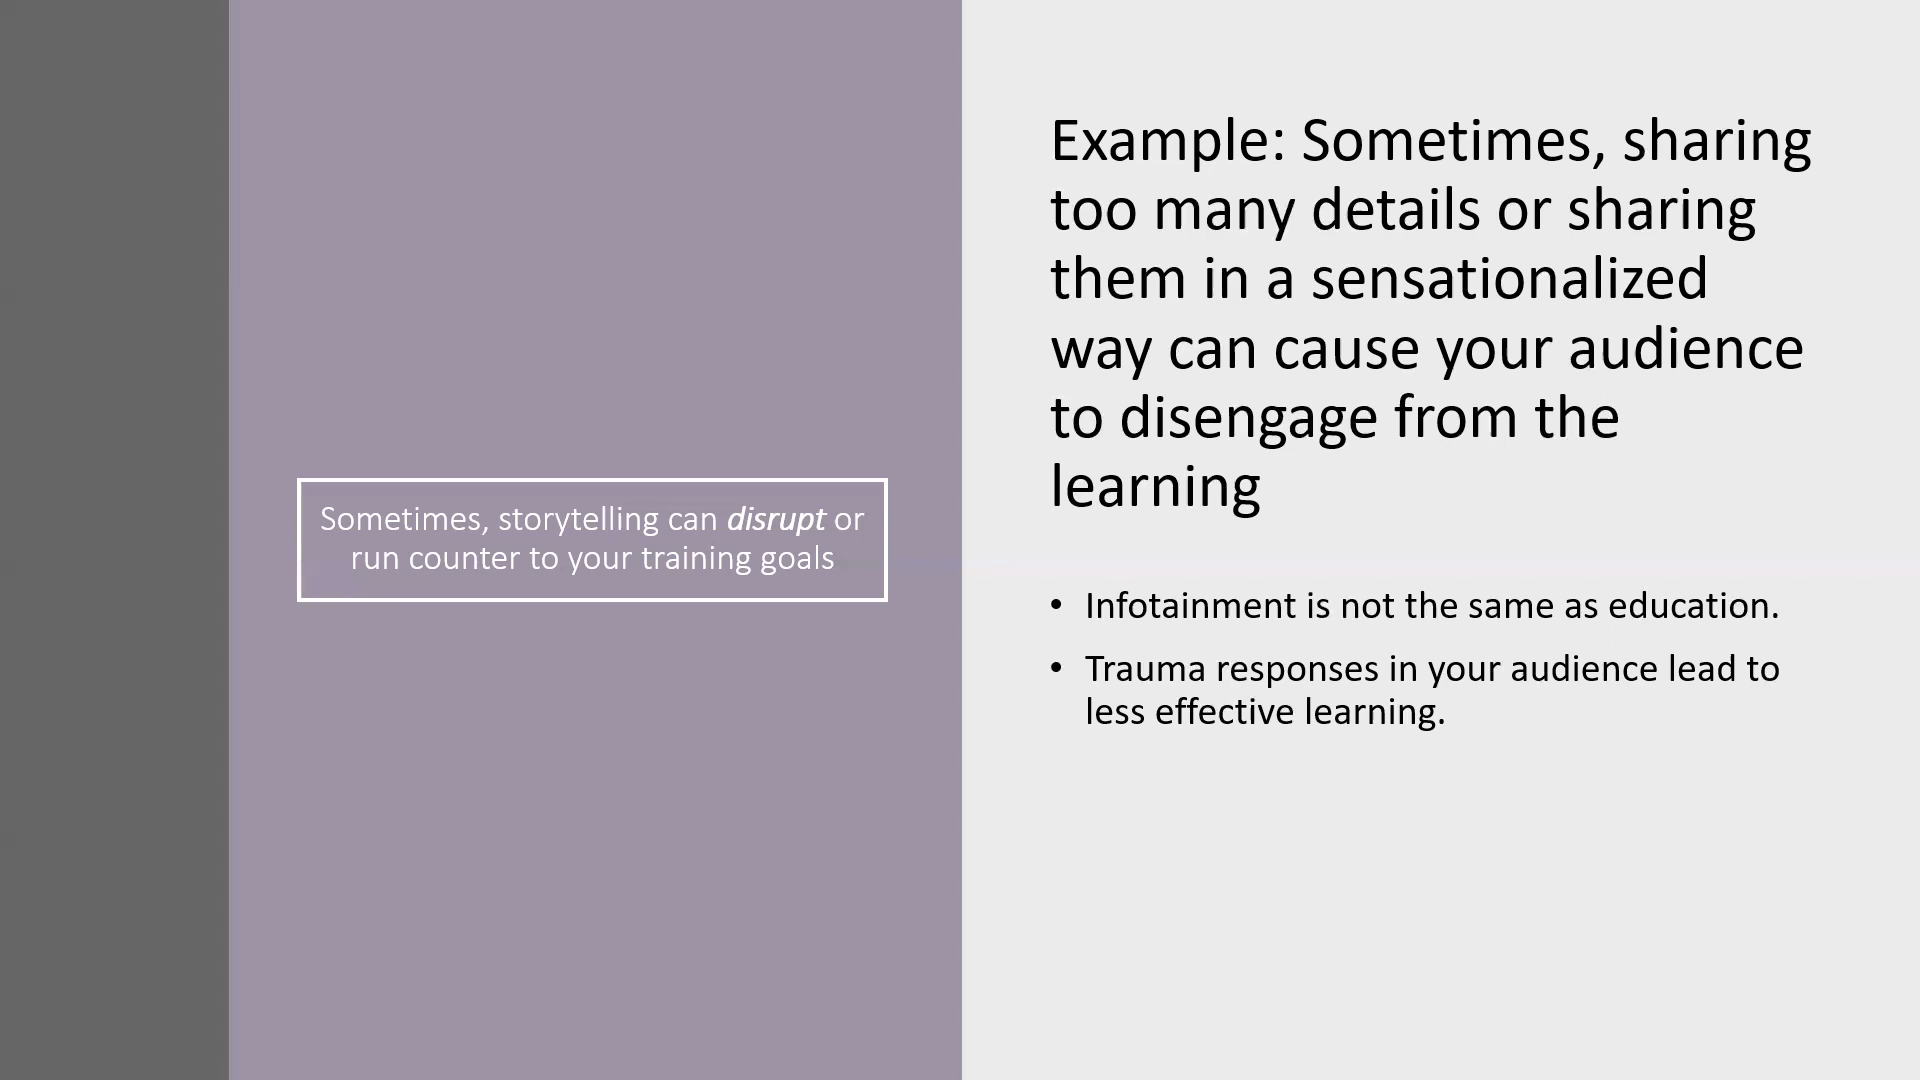 Sometimes, storytelling can disrupt or
run counter to your training goals
Example: Sometimes, sharing
too many details or sharing
them in a sensationalized
way can cause your audience
to disengage from the
learning
• Infotainment is not the same as education.
• Trauma responses in your audience lead to
less effective learning.